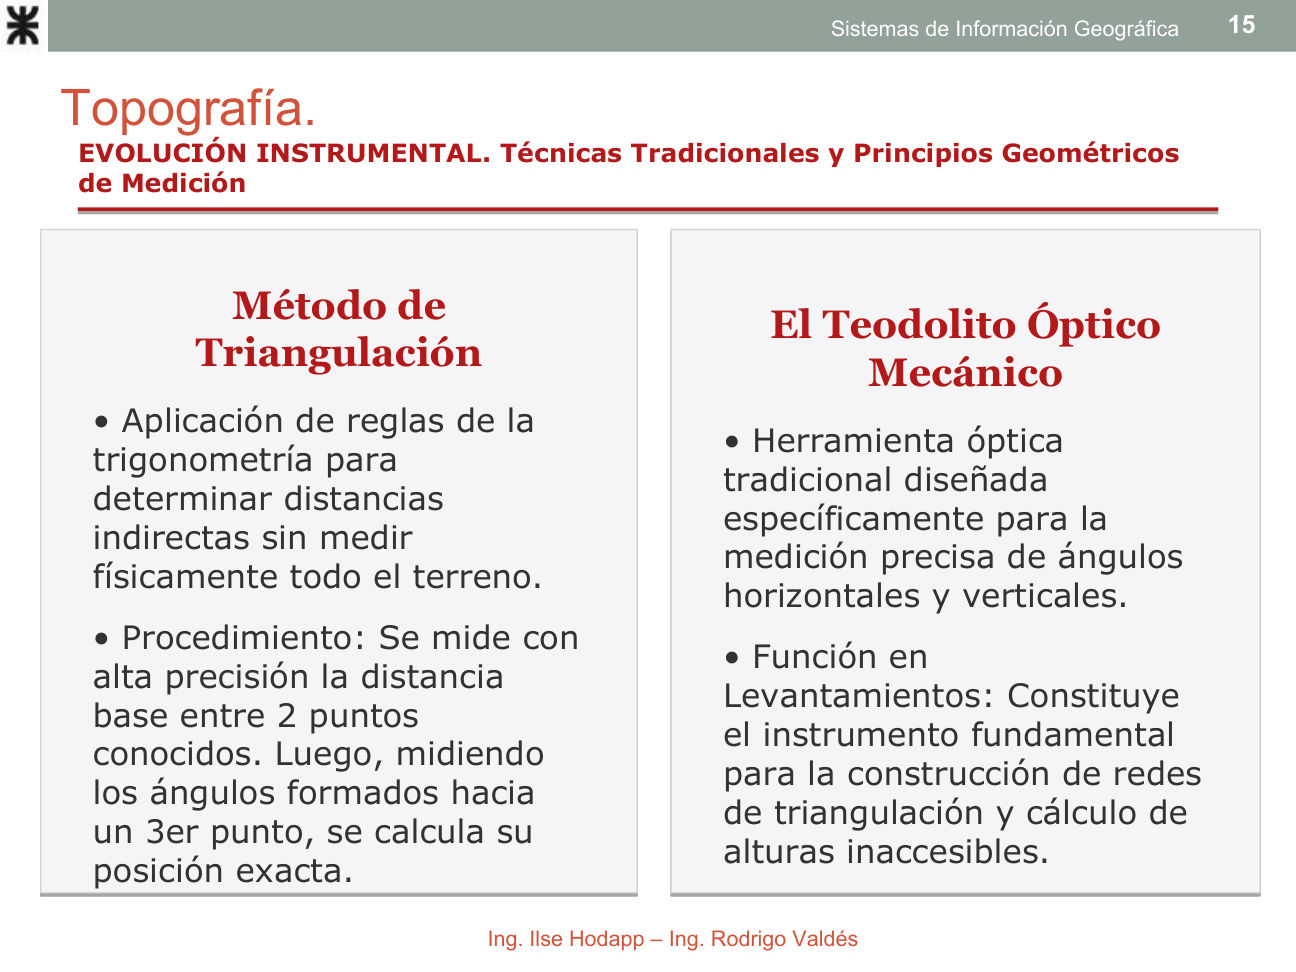 Sistemas de Información Geográfica
15
Topografía.
EVOLUCIÓN INSTRUMENTAL. Técnicas Tradicionales y Principios Geométricos
de Medición
Método de
Triangulación
• Aplicación de reglas de la
trigonometría para
determinar distancias
indirectas sin medir
físicamente todo el terreno.
• Procedimiento: Se mide con
alta precisión la distancia
base entre 2 puntos
conocidos. Luego, midiendo
los ángulos formados hacia
un 3er punto, se calcula su
posición exacta.
El Teodolito Óptico
Mecánico
• Herramienta óptica
tradicional diseñada
específicamente para la
medición precisa de ángulos
horizontales y verticales.
• Función en
Levantamientos: Constituye
el instrumento fundamental
para la construcción de redes
de triangulación y cálculo de
alturas inaccesibles.
Ing. Ilse Hodapp – Ing. Rodrigo Valdés